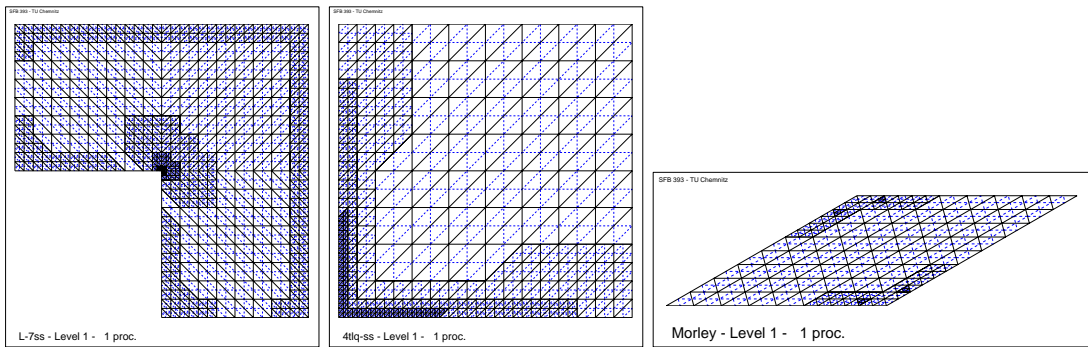 SFB 393 - TU Chemnitz
L-7ss - Level 1 - 1 proc.
SFB 393 - TU Chemnitz
4tlq-ss - Level 1 - 1 proc.
SFB 393 - TU Chemnitz
Morley - Level 1 - 1 proc.